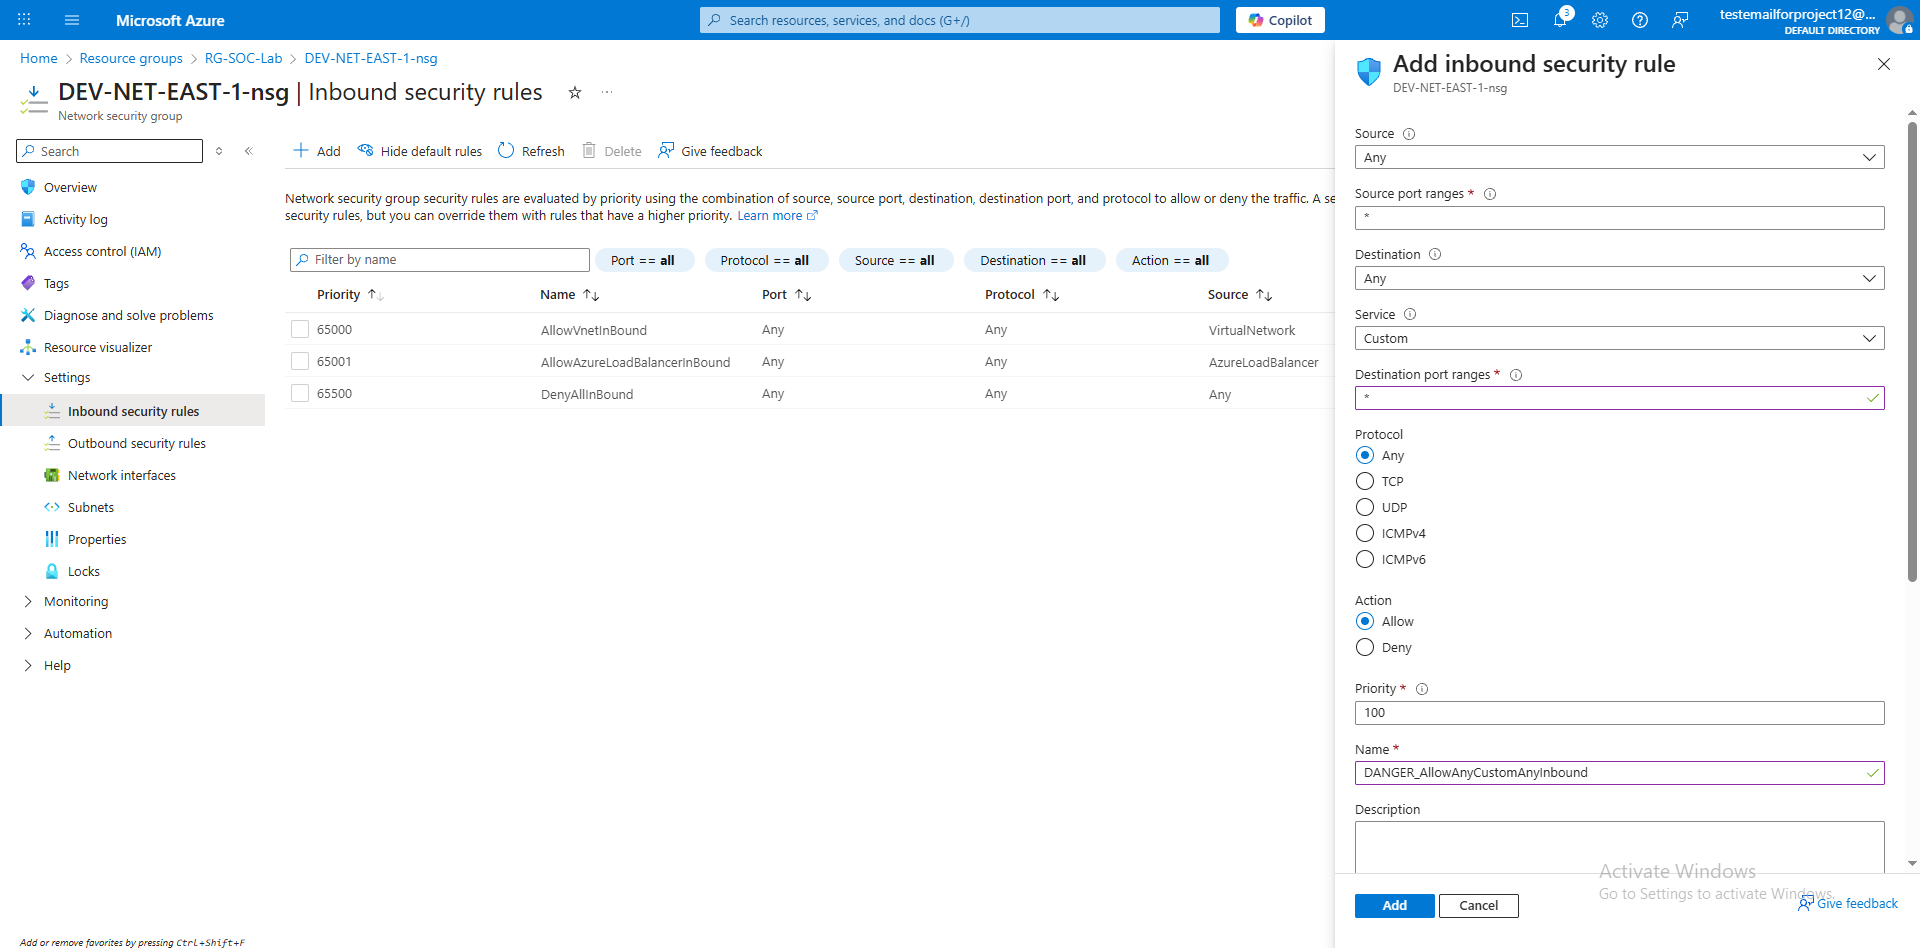 Microsoft Azure
Search resources, services, and docs (G+/)
Copilot
3
testemailforproject12@...
DEFAULT DIRECTORY
Home > Resource groups > RG-SOC-Lab > DEV-NET-EAST-1-nsg
DEV-NET-EAST-1-nsg | Inbound security rules
Network security group
Search
Overview
Activity log
Access control (IAM)
Tags
Diagnose and solve problems
Resource visualizer
Settings
Inbound security rules
Outbound security rules
Network interfaces
Subnets
Properties
Locks
Monitoring
Automation
Help
Add or remove favorites by pressing Ctrl+Shift+F
Add Hide default rules Refresh Delete Give feedback
Network security group security rules are evaluated by priority using the combination of source, source port, destination, destination port, and protocol to allow or deny the traffic. A se
security rules, but you can override them with rules that have a higher priority. Learn more
Filter by name Port == all Protocol == all Source == all Destination == all Action == all
Priority Name Port Protocol Source
65000 AllowVnetInBound Any Any VirtualNetwork
65001 AllowAzureLoadBalancerInBound Any Any AzureLoadBalancer
65500 DenyAllInBound Any Any Any
Add inbound security rule
DEV-NET-EAST-1-nsg
Source
Any
Source port ranges *
*
Destination
Any
Service
Custom
Destination port ranges *
*
Protocol
Any
TCP
UDP
ICMPv4
ICMPv6
Action
Allow
Deny
Priority *
100
Name *
DANGER_AllowAnyCustomAnyInbound
Description
Activate Windows
Go to Settings to activate Windows.
Add Cancel
Give feedback